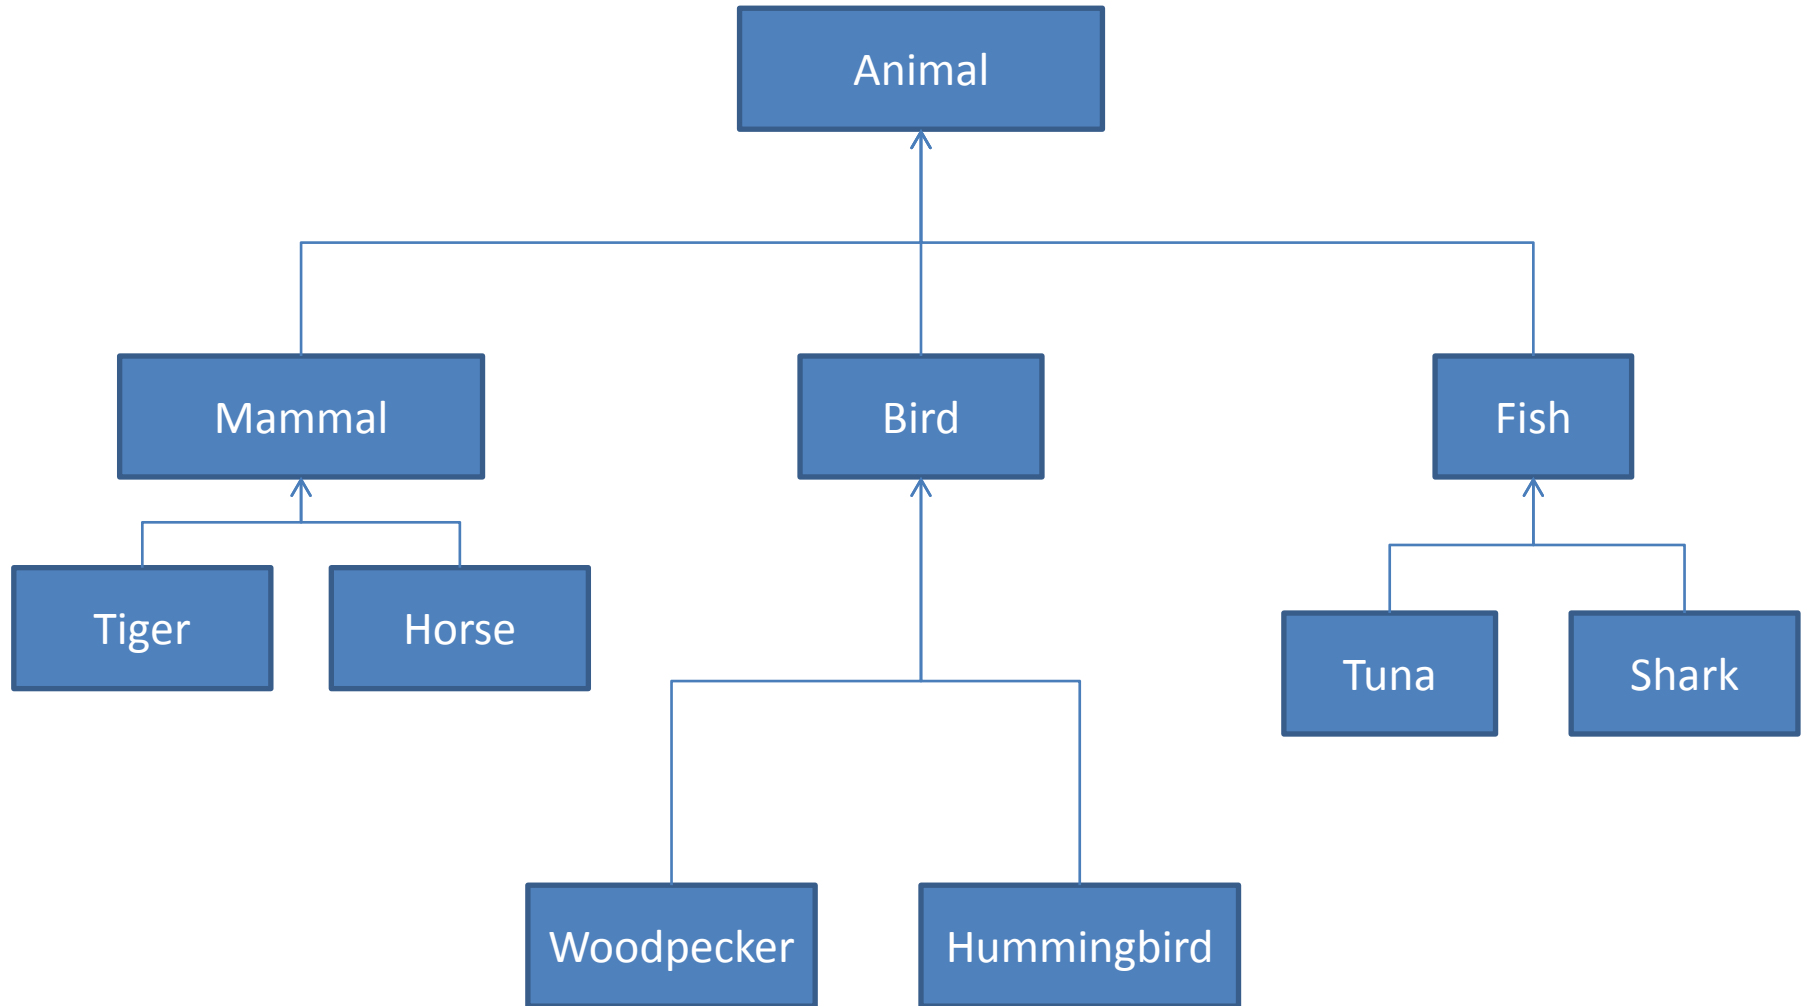 Animal
Mammal
Bird
Fish
Tiger
Horse
Tuna
Shark
Woodpecker
Hummingbird